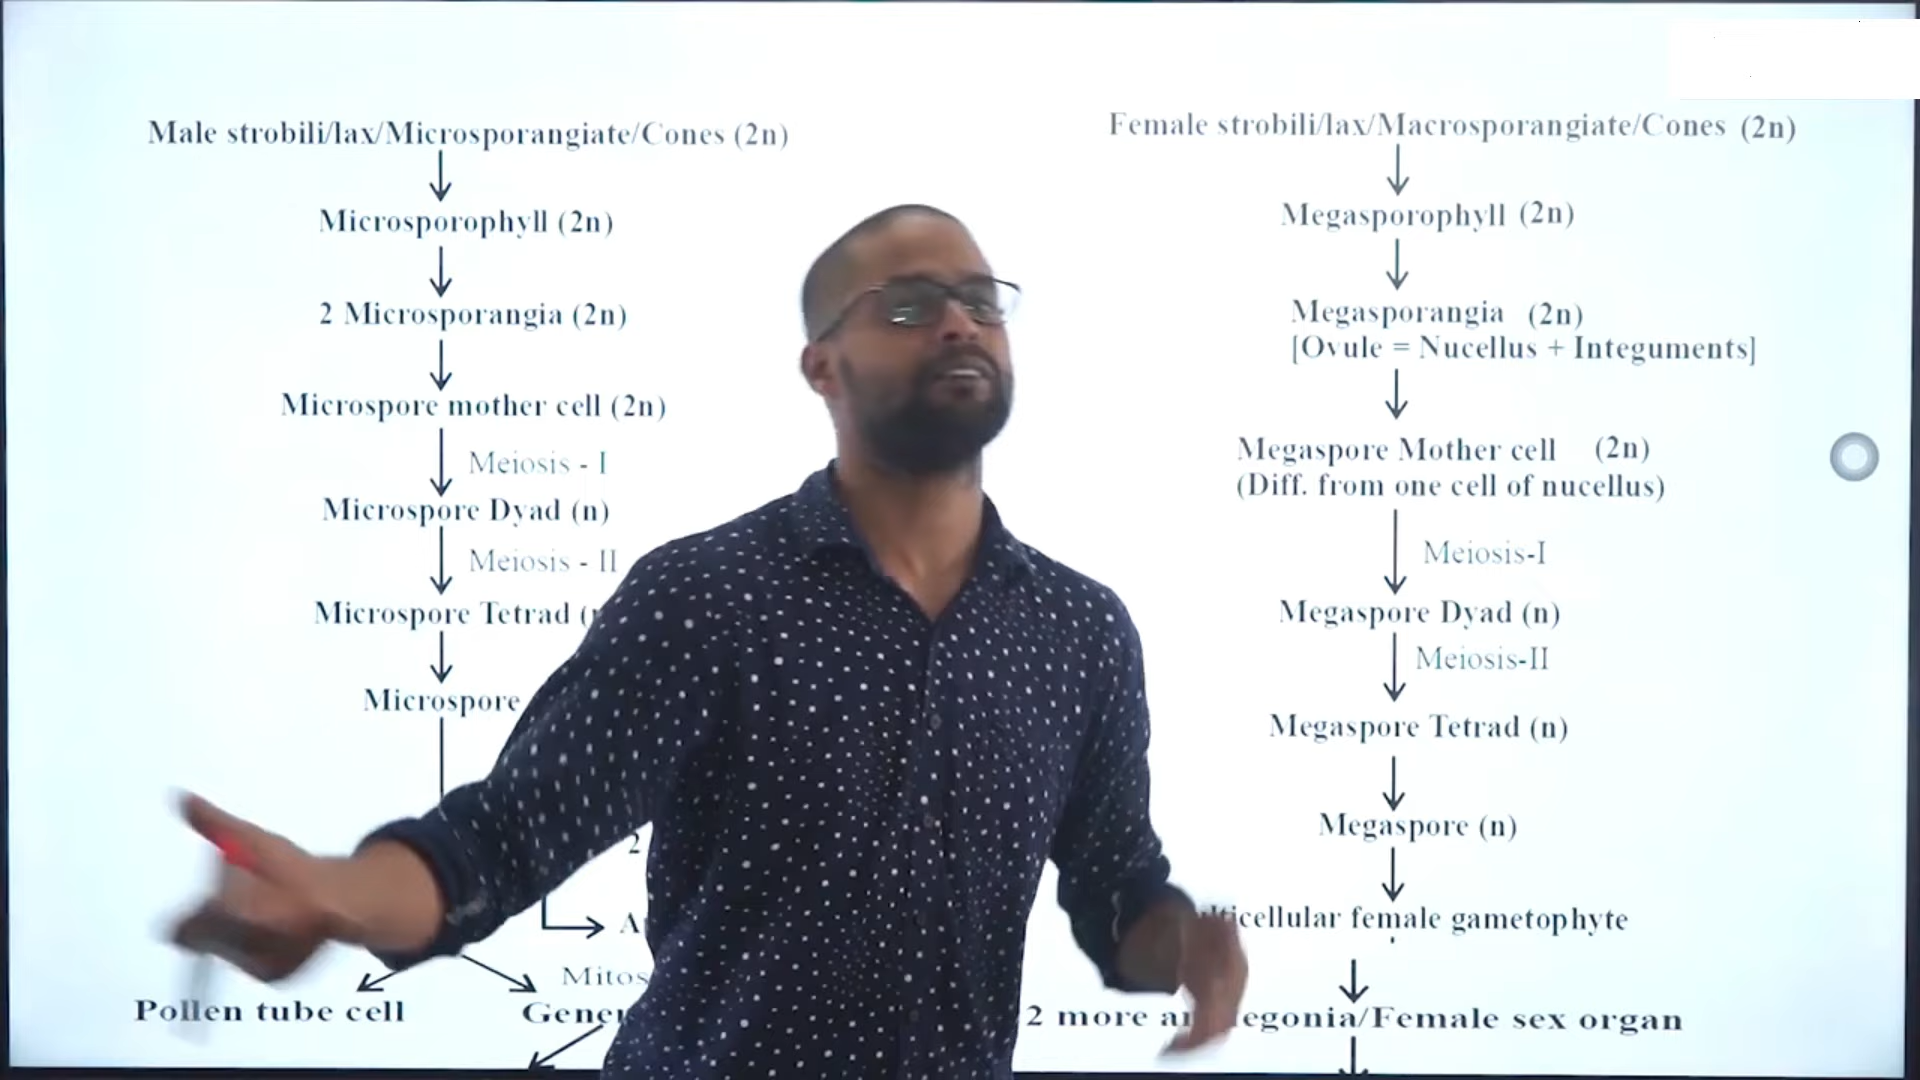 Male strobili/lax/Microsporangiate/Cones (2n)
Microsporophyll (2n)
2 Microsporangia (2n)
Microspore mother cell (2n)
Meiosis - I
Microspore Dyad (n)
Meiosis - II
Microspore Tetrad
Microspore
2
Pollen tube cell
Female strobili/lax/Macrosporangiate/Cones (2n)
Megasporophyll (2n)
Megasporangia (2n)
[Ovule = Nucellus + Integuments]
Megaspore Mother cell (2n)
(Diff. from one cell of nucellus)
Meiosis-I
Megaspore Dyad (n)
Meiosis-II
Megaspore Tetrad (n)
Megaspore (n)
female gametophyte
2 more
/Female sex organ